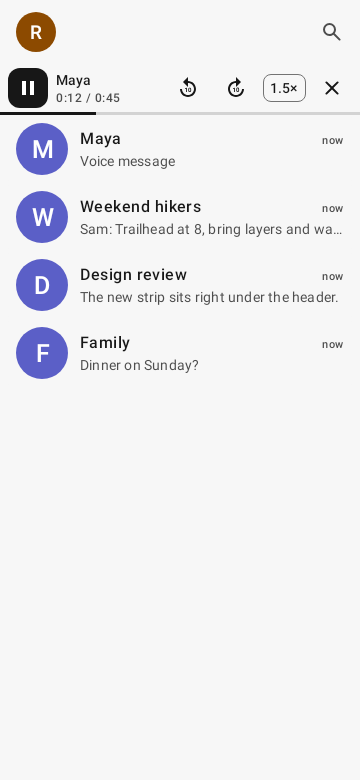 R
Maya
0:12 / 0:45
10
10
1.5×
M
Maya
now
Voice message
W
Weekend hikers
now
Sam: Trailhead at 8, bring layers and wa…
D
Design review
now
The new strip sits right under the header.
F
Family
now
Dinner on Sunday?